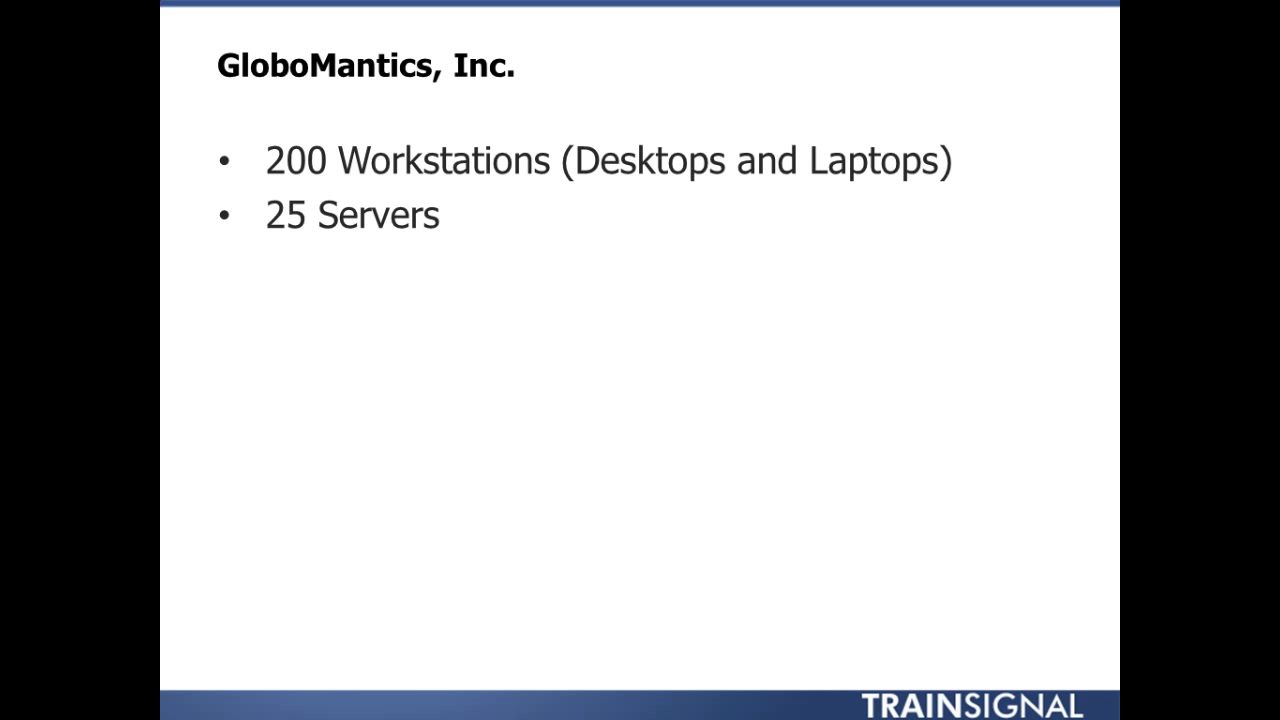 GloboMantics, Inc.
• 200 Workstations (Desktops and Laptops)
• 25 Servers
TRAINSIGNAL